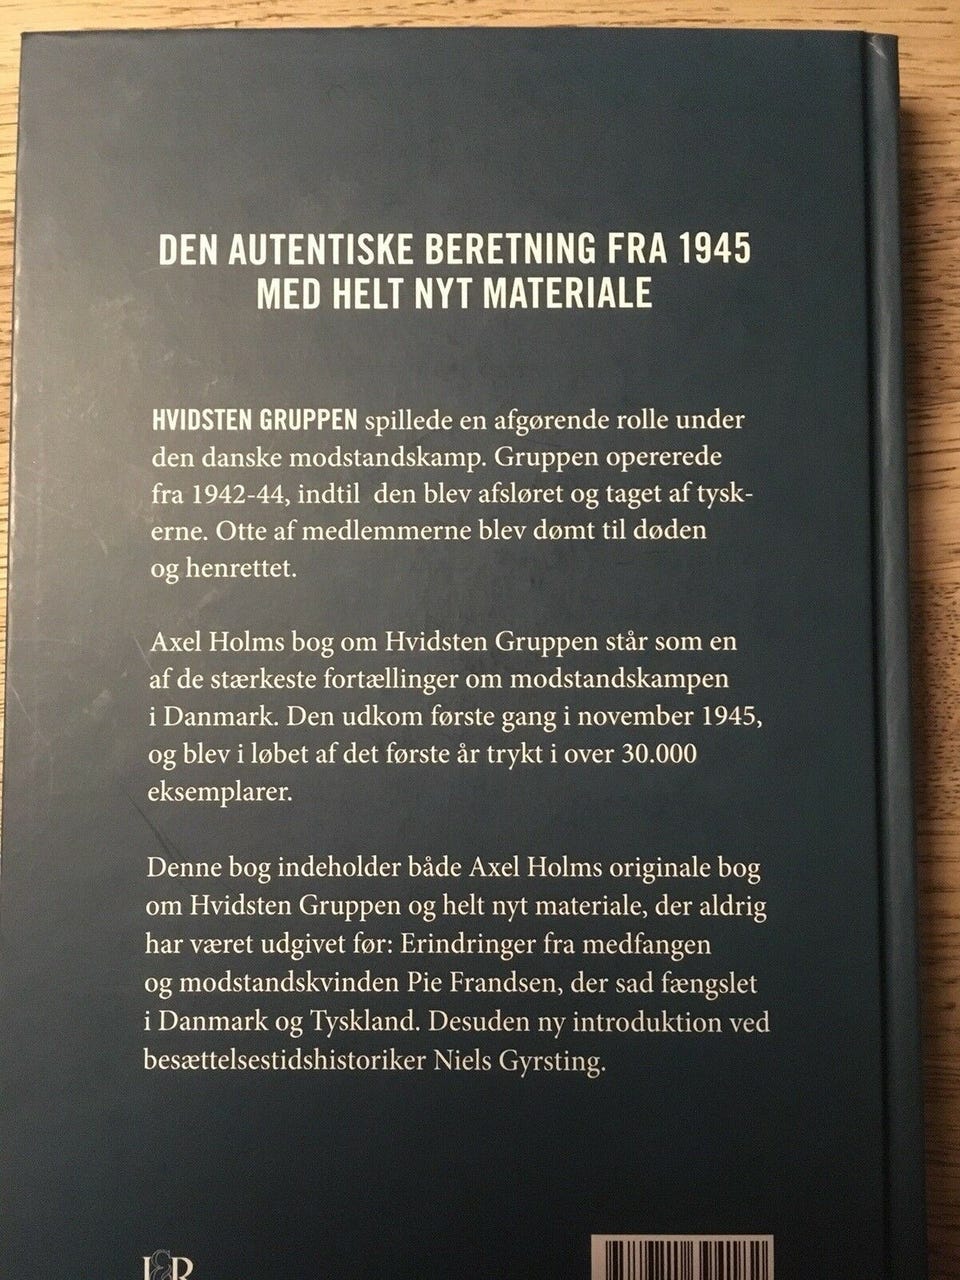 DEN AUTENTISKE BERETNING FRA 1945
MED HELT NYT MATERIALE
HVIDSTEN GRUPPEN spillede en afgørende rolle under
den danske modstandskamp. Gruppen opererede
fra 1942-44, indtil  den blev afsløret og taget af tysk-
erne. Otte af medlemmerne blev dømt til døden
og henrettet.
Axel Holms bog om Hvidsten Gruppen står som en
af de stærkeste fortællinger om modstandskampen
i Danmark. Den udkom første gang i november 1945,
og blev i løbet af det første år trykt i over 30.000
eksemplarer.
Denne bog indeholder både Axel Holms originale bog
om Hvidsten Gruppen og helt nyt materiale, der aldrig
har været udgivet før: Erindringer fra medfangen
og modstandskvinden Pie Frandsen, der sad fængslet
i Danmark og Tyskland. Desuden ny introduktion ved
besættelsestidshistoriker Niels Gyrsting.